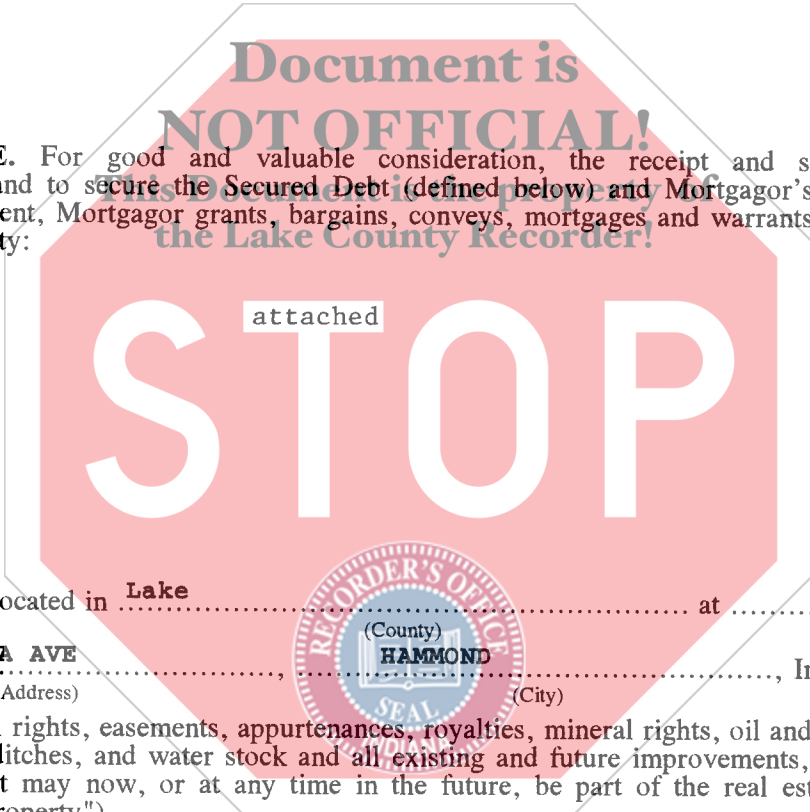 Document is
NOT OFFICIAL!
E. For good and valuable consideration, the receipt and s
and to secure the Secured Debt (defined below) and Mortgagor's
This Document is the property of
ent, Mortgagor grants, bargains, conveys, mortgages and warrants
the Lake County Recorder!
ty:
attached
STOP
ocated in Lake at
(County)
A AVE , HAMMOND , In
Address) (City)
RECORDER'S OFFICE
SEAL
INDIANA
rights, easements, appurtenances, royalties, mineral rights, oil and
litches, and water stock and all existing and future improvements,
t may now, or at any time in the future, be part of the real est
roperty")